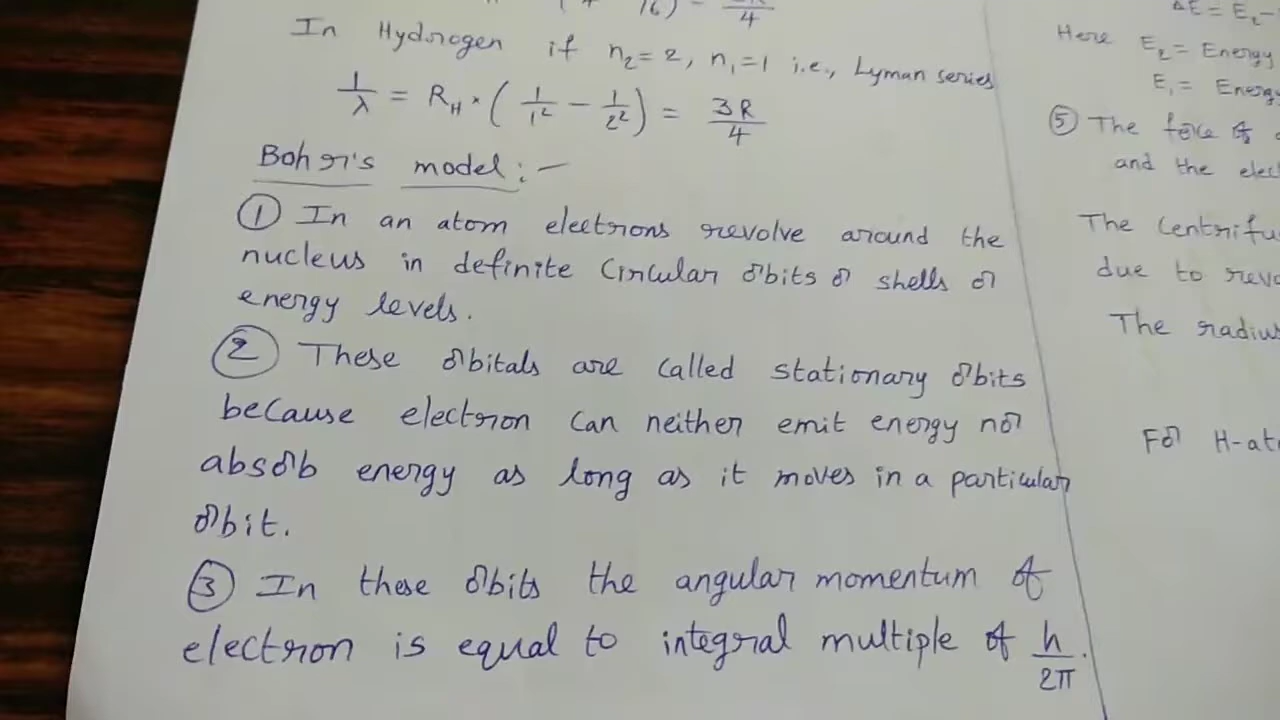 In Hydrogen if n₂=2, n₁=1 i.e., Lyman series
1/λ = R_H × (1/1² − 1/2²) = 3R/4
Bohr's model :-
① In an atom electrons revolve around the
nucleus in definite Circular orbits or shells or
energy levels.
② These orbitals are called stationary orbits
because electron can neither emit energy nor
absorb energy as long as it moves in a particular
orbit.
③ In these orbits the angular momentum of
electron is equal to integral multiple of h/2π.
ΔE = E₂-
Here E₂ = Energy
E₁ = Energy
⑤ The force of
and the elec
The Centrifu
due to revo
The radius
For H-at